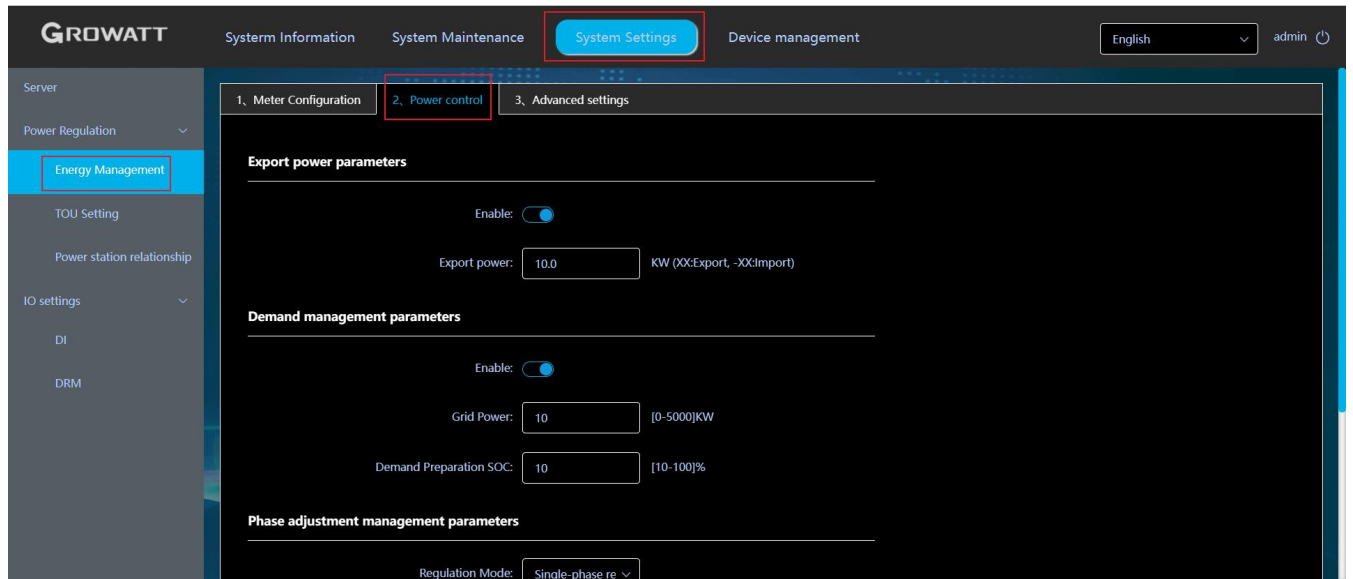 GROWATT
Systerm Information
System Maintenance
System Settings
Device management
English
admin
Server
Power Regulation
Energy Management
TOU Setting
Power station relationship
IO settings
DI
DRM
1、Meter Configuration
2、Power control
3、Advanced settings
Export power parameters
Enable:
Export power: 10.0 KW (XX:Export, -XX:Import)
Demand management parameters
Enable:
Grid Power: 10 [0-5000]KW
Demand Preparation SOC: 10 [10-100]%
Phase adjustment management parameters
Regulation Mode: Single-phase re